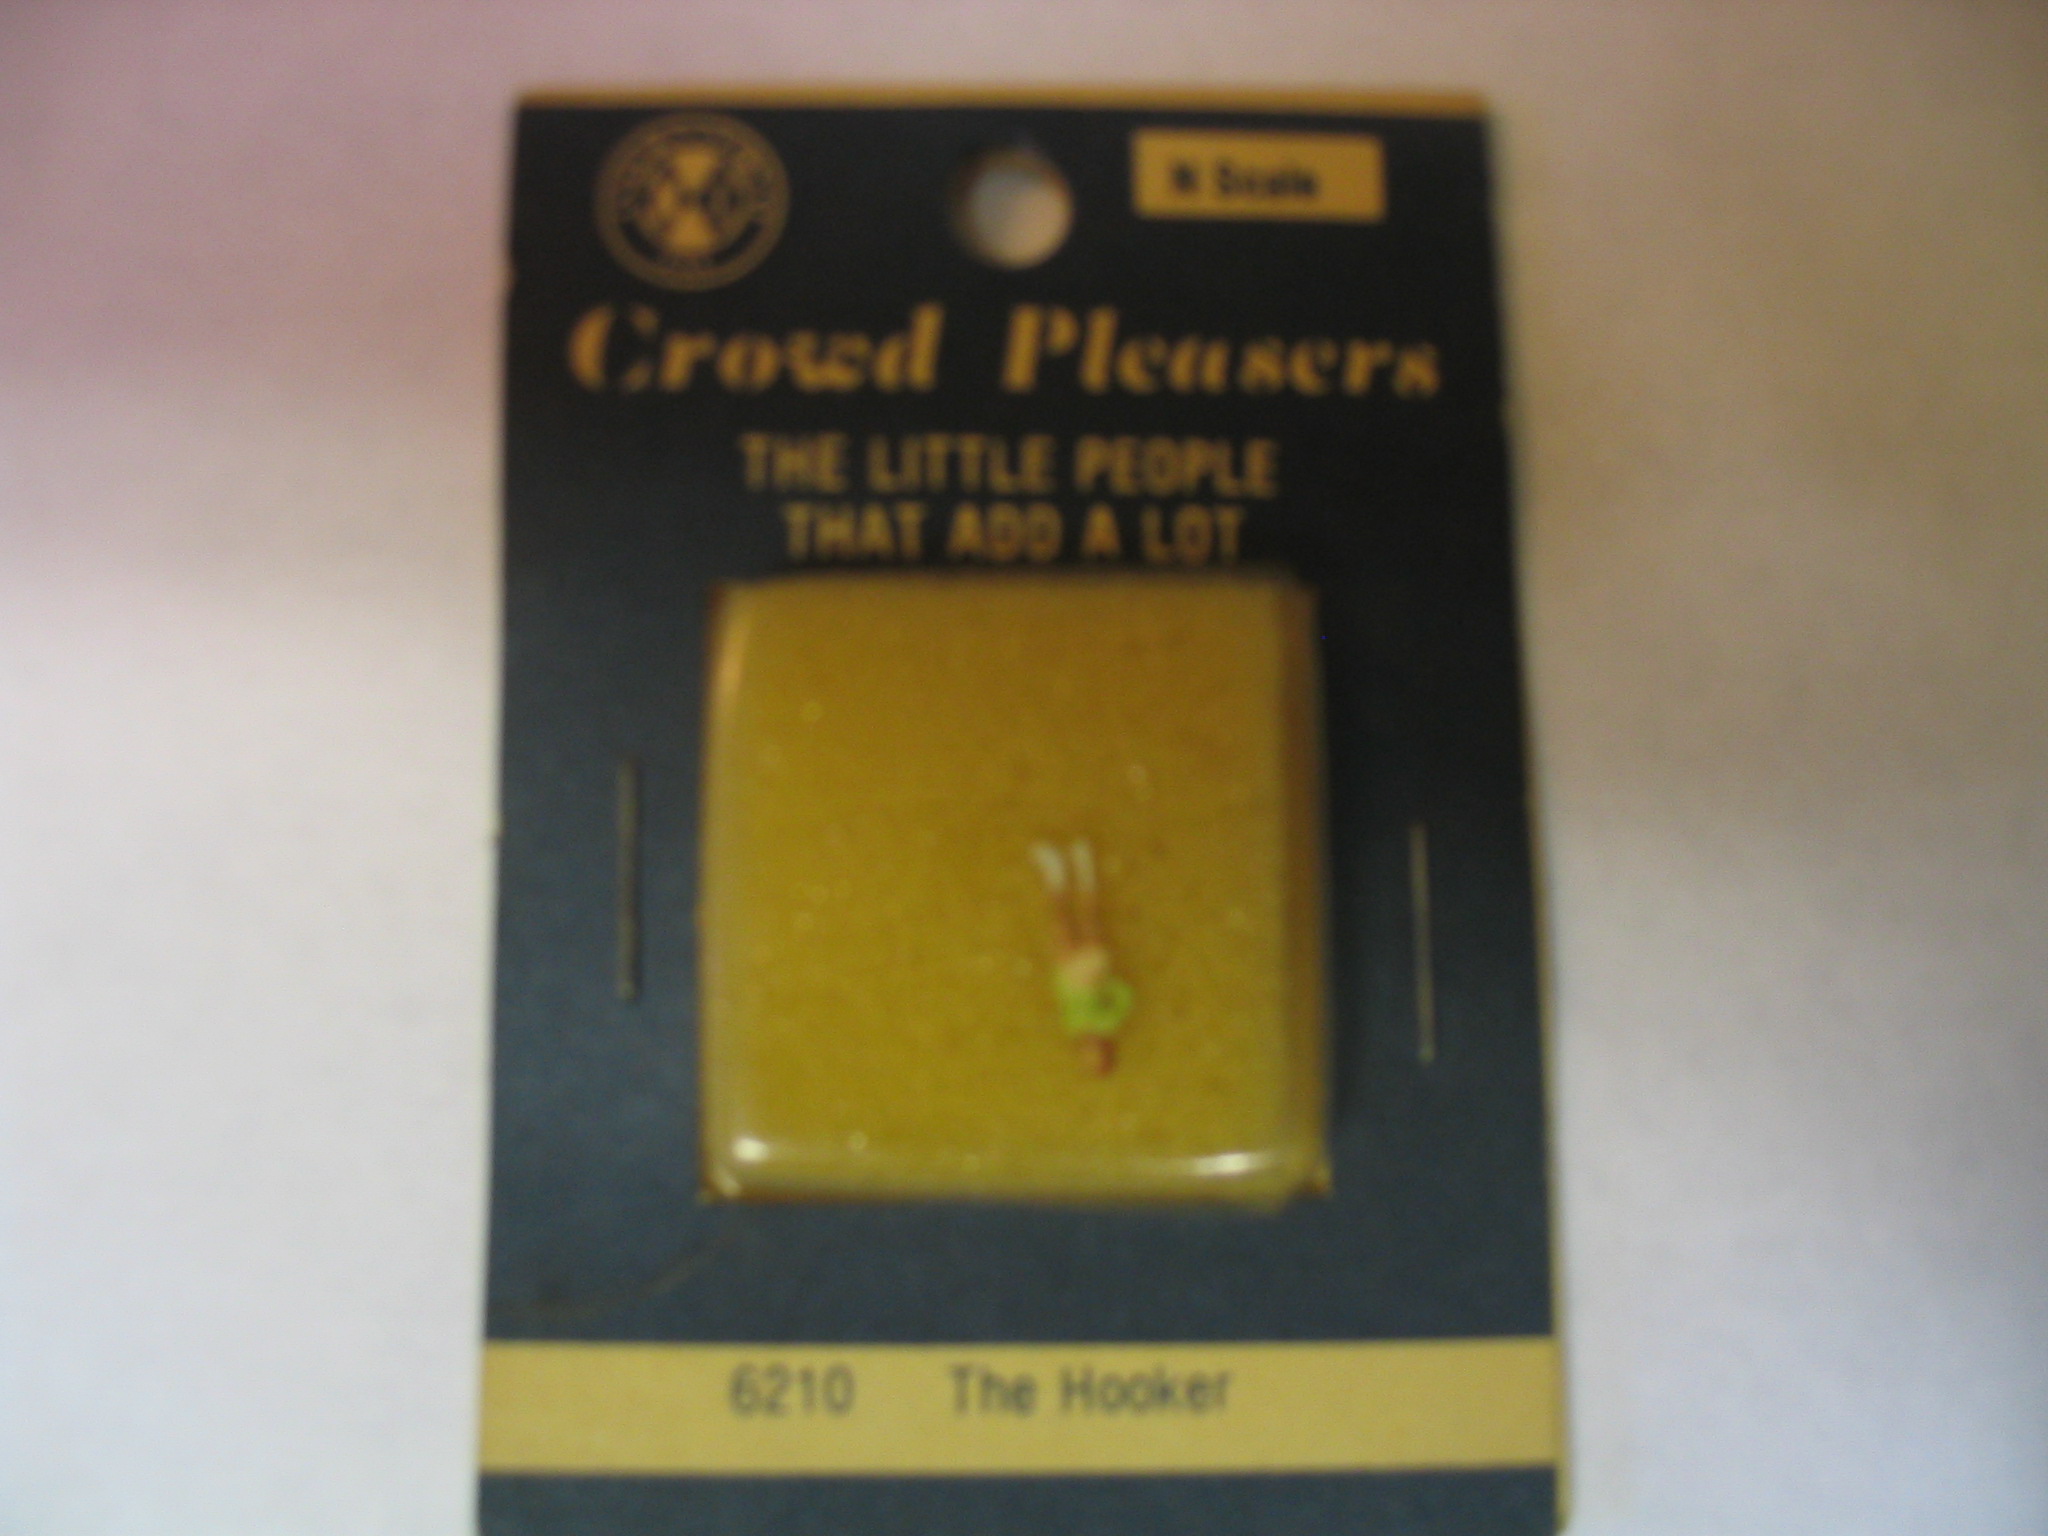 N Scale
Crowd Pleasers
THE LITTLE PEOPLE
THAT ADD A LOT
6210 The Hooker